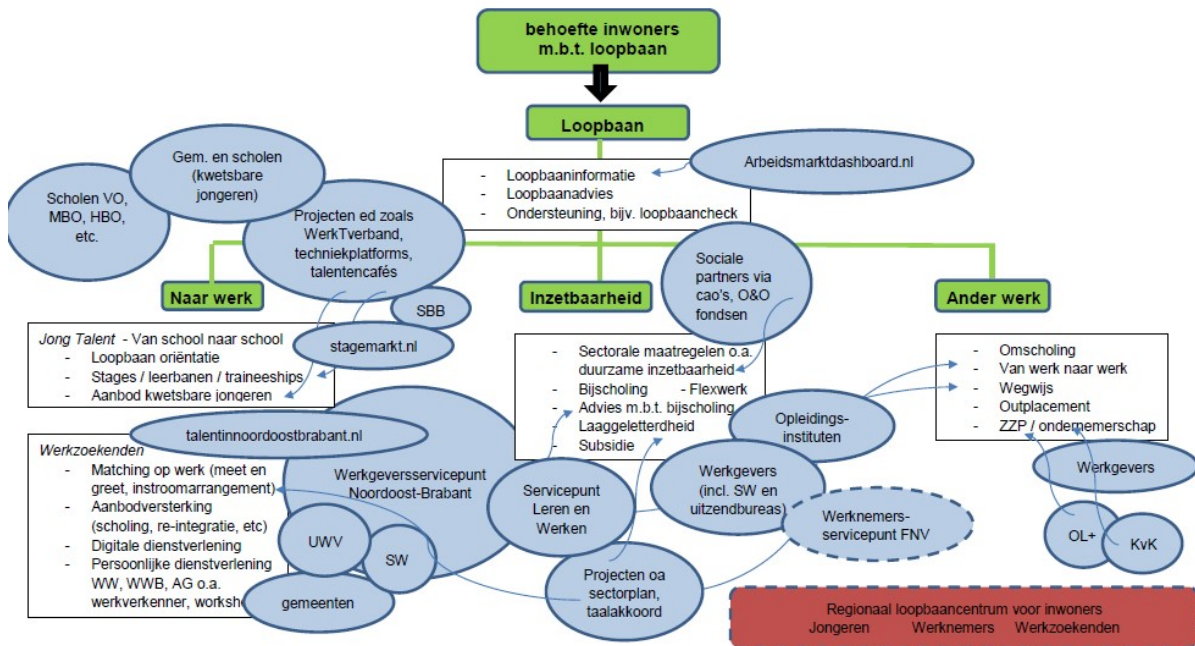 behoefte inwoners
m.b.t. loopbaan
Loopbaan
Gem. en scholen
(kwetsbare
jongeren)
Arbeidsmarktdashboard.nl
- Loopbaaninformatie
- Loopbaanadvies
- Ondersteuning, bijv. loopbaancheck
Scholen VO,
MBO, HBO,
etc.
Projecten ed zoals
WerkTverband,
techniekplatforms,
talentencafés
Sociale
partners via
cao's, O&O
fondsen
Naar werk
Inzetbaarheid
Ander werk
SBB
stagemarkt.nl
Jong Talent - Van school naar school
- Loopbaan oriëntatie
- Stages / leerbanen / traineeships
- Aanbod kwetsbare jongeren
- Sectorale maatregelen o.a.
duurzame inzetbaarheid
- Bijscholing - Flexwerk
- Advies m.b.t. bijscholing
- Laaggeletterdheid
- Subsidie
- Omscholing
- Van werk naar werk
- Wegwijs
- Outplacement
- ZZP / ondernemerschap
Opleidings-
instituten
talentinnoordoostbrabant.nl
Werkzoekenden
- Matching op werk (meet en
greet, instroomarrangement)
- Aanbodversterking
(scholing, re-integratie, etc)
- Digitale dienstverlening
- Persoonlijke dienstverlening
WW, WWB, AG o.a.
werkverkenner,
Werkgeversservicepunt
Noordoost-Brabant
UWV
SW
gemeenten
Servicepunt
Leren en
Werken
Werkgevers
(incl. SW en
uitzendbureas)
Werknemers-
servicepunt FNV
Projecten oa
sectorplan,
taalakkoord
Werkgevers
OL+
KvK
Regionaal loopbaancentrum voor inwoners
Jongeren Werknemers Werkzoekenden